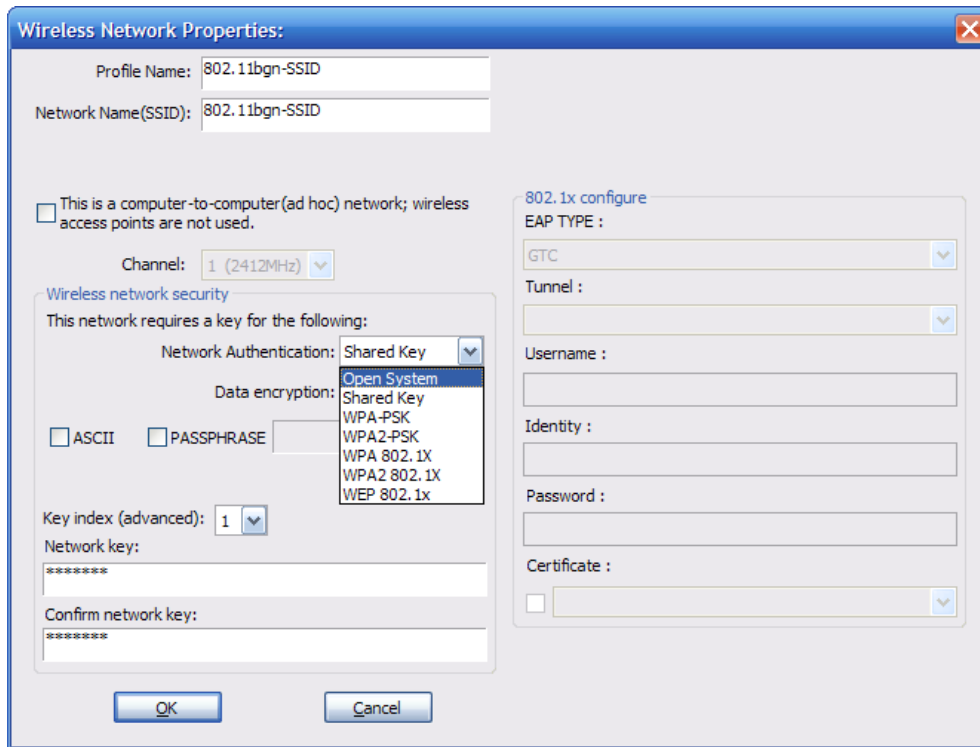 Wireless Network Properties:
Profile Name: 802.11bgn-SSID
Network Name(SSID): 802.11bgn-SSID
This is a computer-to-computer(ad hoc) network; wireless
access points are not used.
Channel: 1 (2412MHz)
Wireless network security
This network requires a key for the following:
Network Authentication: Shared Key
Data encryption:
Open System
Shared Key
WPA-PSK
WPA2-PSK
WPA 802.1X
WPA2 802.1X
WEP 802.1x
ASCII PASSPHRASE
Key index (advanced): 1
Network key:
*******
Confirm network key:
*******
OK Cancel
802.1x configure
EAP TYPE :
GTC
Tunnel :
Username :
Identity :
Password :
Certificate :